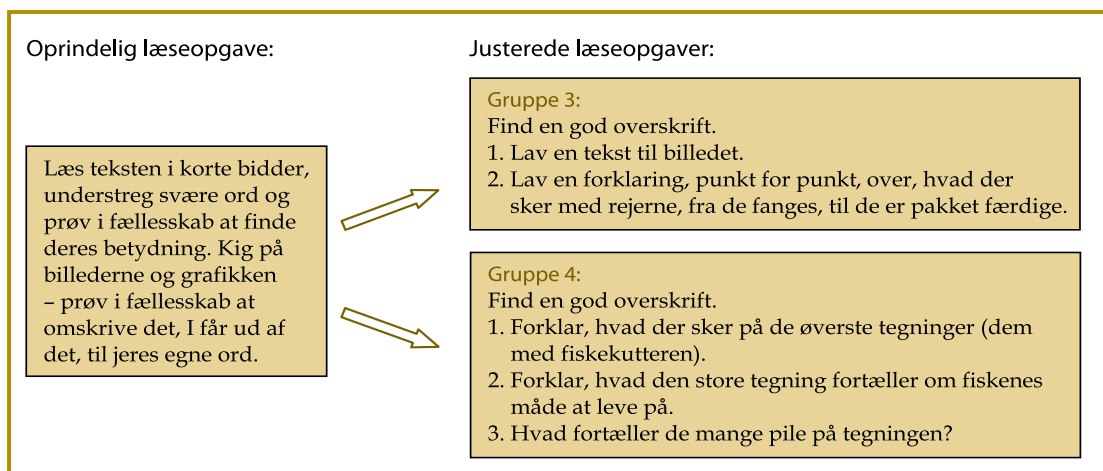 Oprindelig læseopgave:
Læs teksten i korte bidder,
understreg svære ord og
prøv i fællesskab at finde
deres betydning. Kig på
billederne og grafikken
– prøv i fællesskab at
omskrive det, I får ud af
det, til jeres egne ord.
Justerede læseopgaver:
Gruppe 3:
Find en god overskrift.
1. Lav en tekst til billedet.
2. Lav en forklaring, punkt for punkt, over, hvad der
sker med rejerne, fra de fanges, til de er pakket færdige.
Gruppe 4:
Find en god overskrift.
1. Forklar, hvad der sker på de øverste tegninger (dem
med fiskekutteren).
2. Forklar, hvad den store tegning fortæller om fiskenes
måde at leve på.
3. Hvad fortæller de mange pile på tegningen?